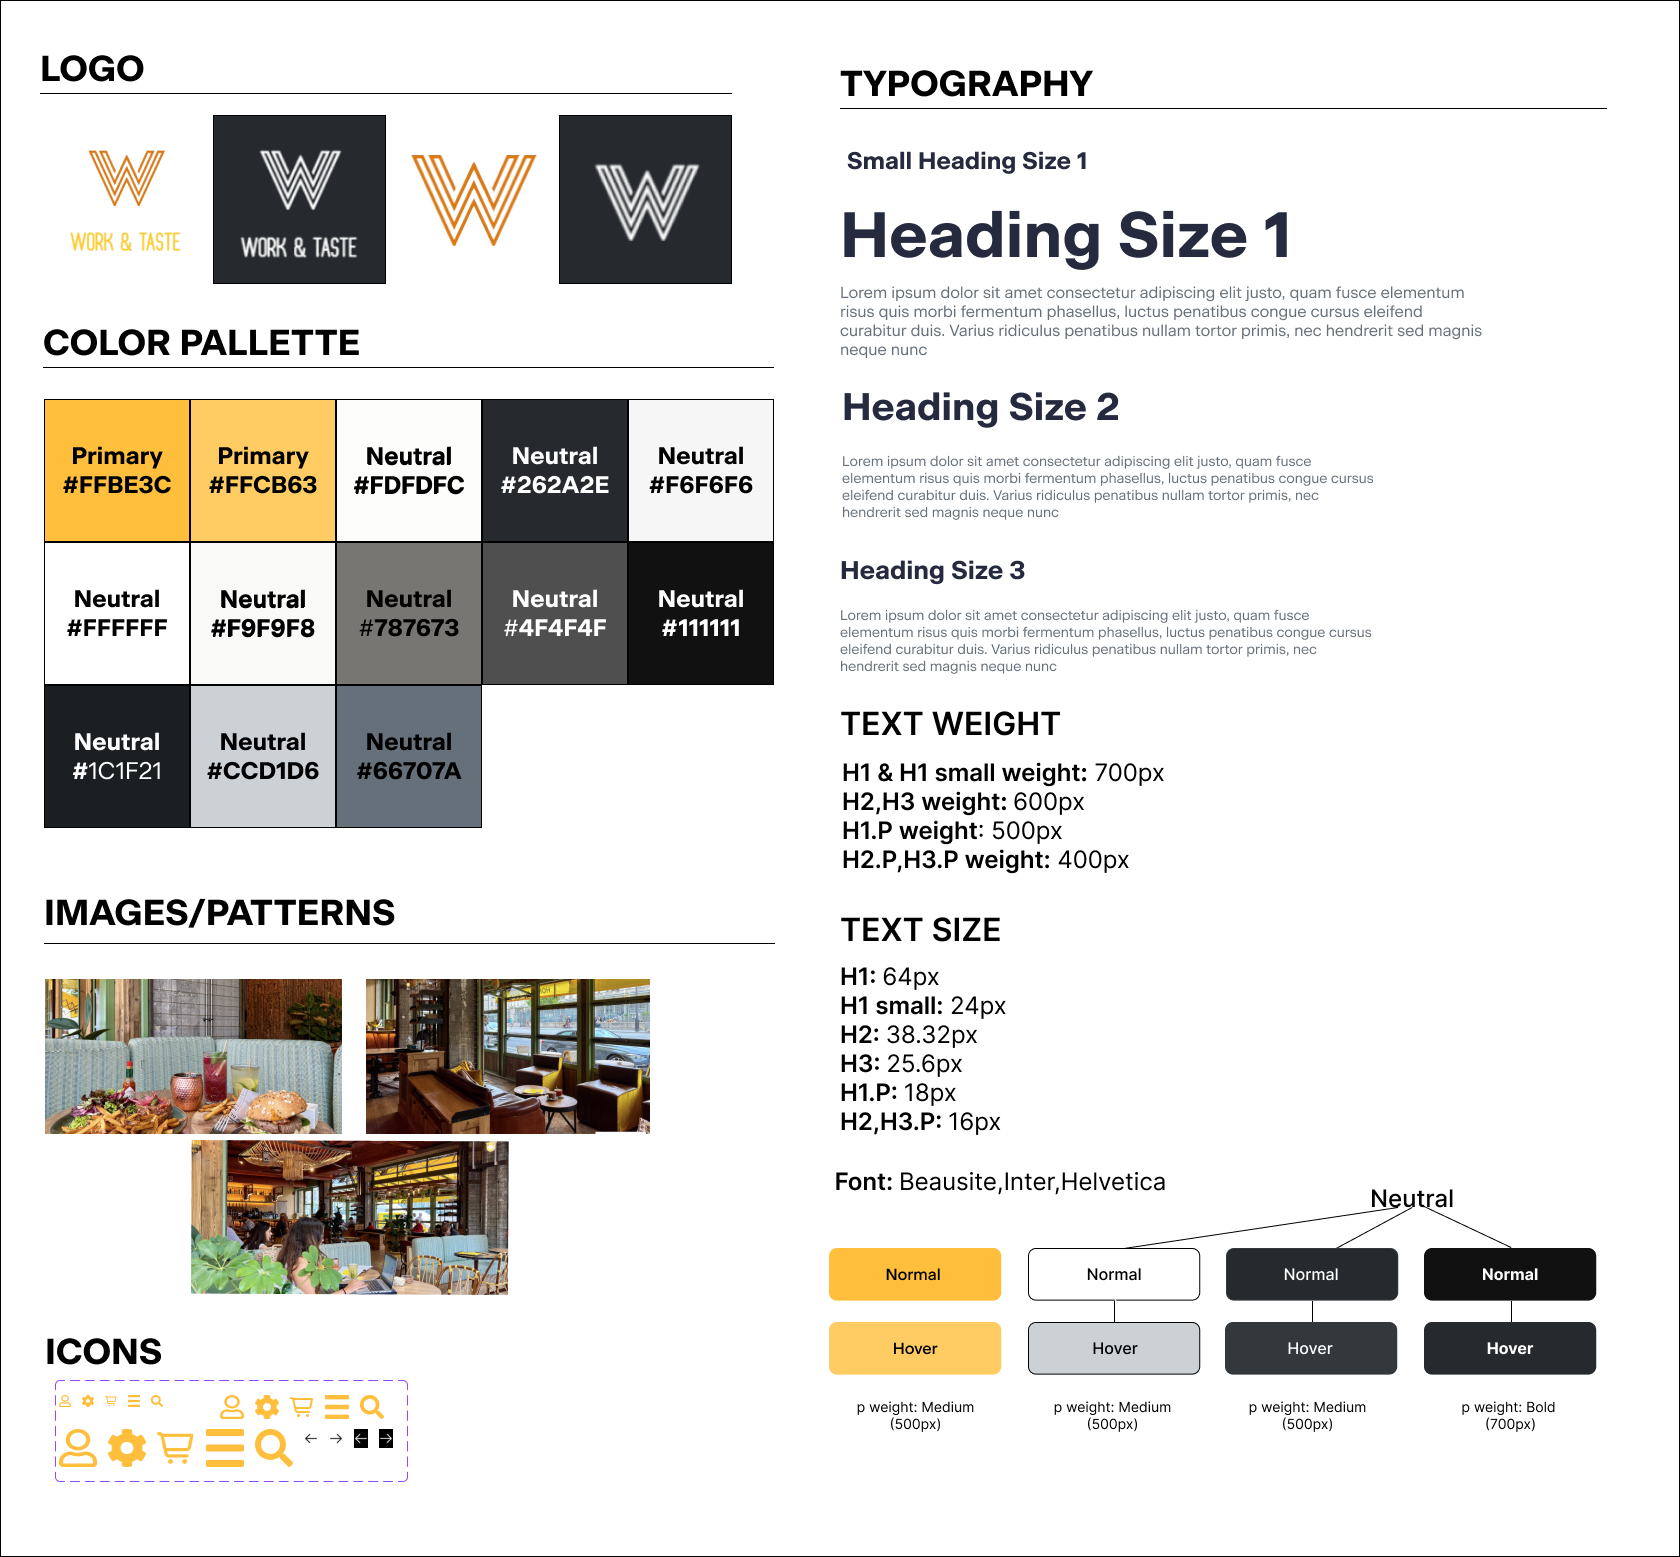 LOGO
WORK & TASTE
WORK & TASTE
COLOR PALLETTE
Primary
#FFBE3C
Primary
#FFCB63
Neutral
#FDFDFC
Neutral
#262A2E
Neutral
#F6F6F6
Neutral
#FFFFFF
Neutral
#F9F9F8
Neutral
#787673
Neutral
#4F4F4F
Neutral
#111111
Neutral
#1C1F21
Neutral
#CCD1D6
Neutral
#66707A
IMAGES/PATTERNS
ICONS
TYPOGRAPHY
Small Heading Size 1
Heading Size 1
Lorem ipsum dolor sit amet consectetur adipiscing elit justo, quam fusce elementum
risus quis morbi fermentum phasellus, luctus penatibus congue cursus eleifend
curabitur duis. Varius ridiculus penatibus nullam tortor primis, nec hendrerit sed magnis
neque nunc
Heading Size 2
Lorem ipsum dolor sit amet consectetur adipiscing elit justo, quam fusce
elementum risus quis morbi fermentum phasellus, luctus penatibus congue cursus
eleifend curabitur duis. Varius ridiculus penatibus nullam tortor primis, nec
hendrerit sed magnis neque nunc
Heading Size 3
Lorem ipsum dolor sit amet consectetur adipiscing elit justo, quam fusce
elementum risus quis morbi fermentum phasellus, luctus penatibus congue cursus
eleifend curabitur duis. Varius ridiculus penatibus nullam tortor primis, nec
hendrerit sed magnis neque nunc
TEXT WEIGHT
H1 & H1 small weight: 700px
H2,H3 weight: 600px
H1.P weight: 500px
H2.P,H3.P weight: 400px
TEXT SIZE
H1: 64px
H1 small: 24px
H2: 38.32px
H3: 25.6px
H1.P: 18px
H2,H3.P: 16px
Font: Beausite,Inter,Helvetica
Neutral
Normal
Normal
Normal
Normal
Hover
Hover
Hover
Hover
p weight: Medium
(500px)
p weight: Medium
(500px)
p weight: Medium
(500px)
p weight: Bold
(700px)